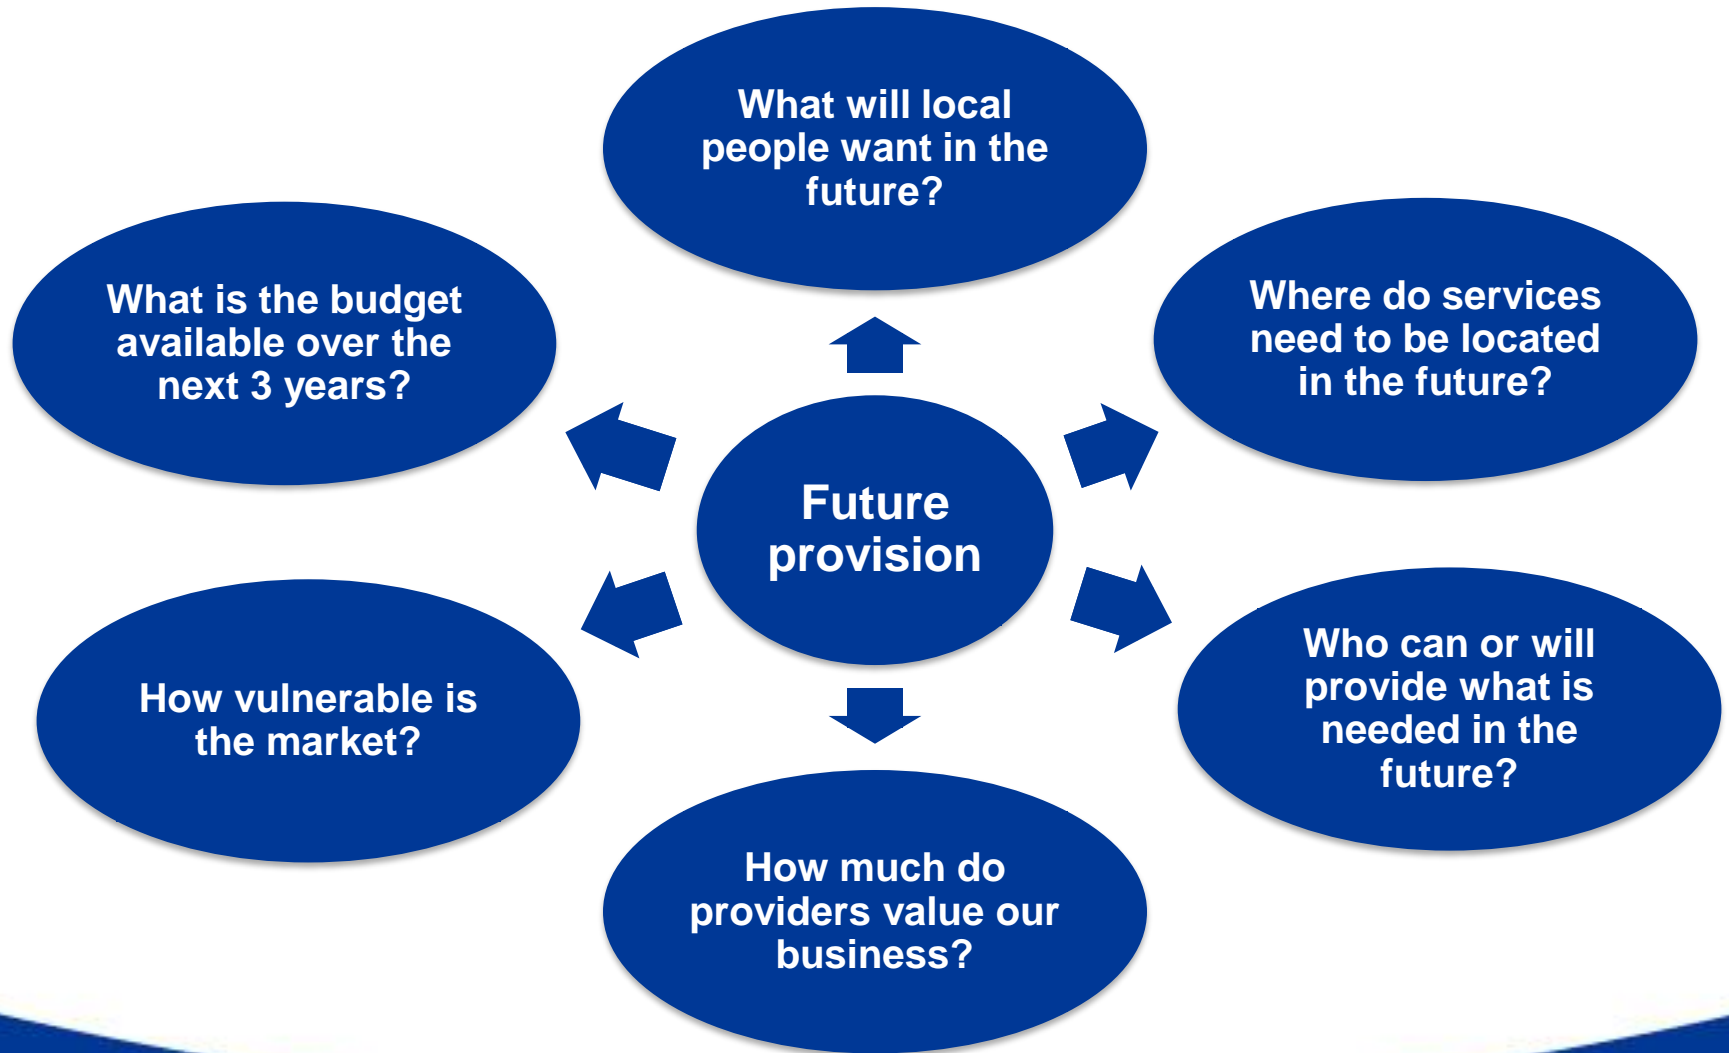 What will local
people want in the
future?
What is the budget
available over the
next 3 years?
Where do services
need to be located
in the future?
Future
provision
How vulnerable is
the market?
Who can or will
provide what is
needed in the
future?
How much do
providers value our
business?